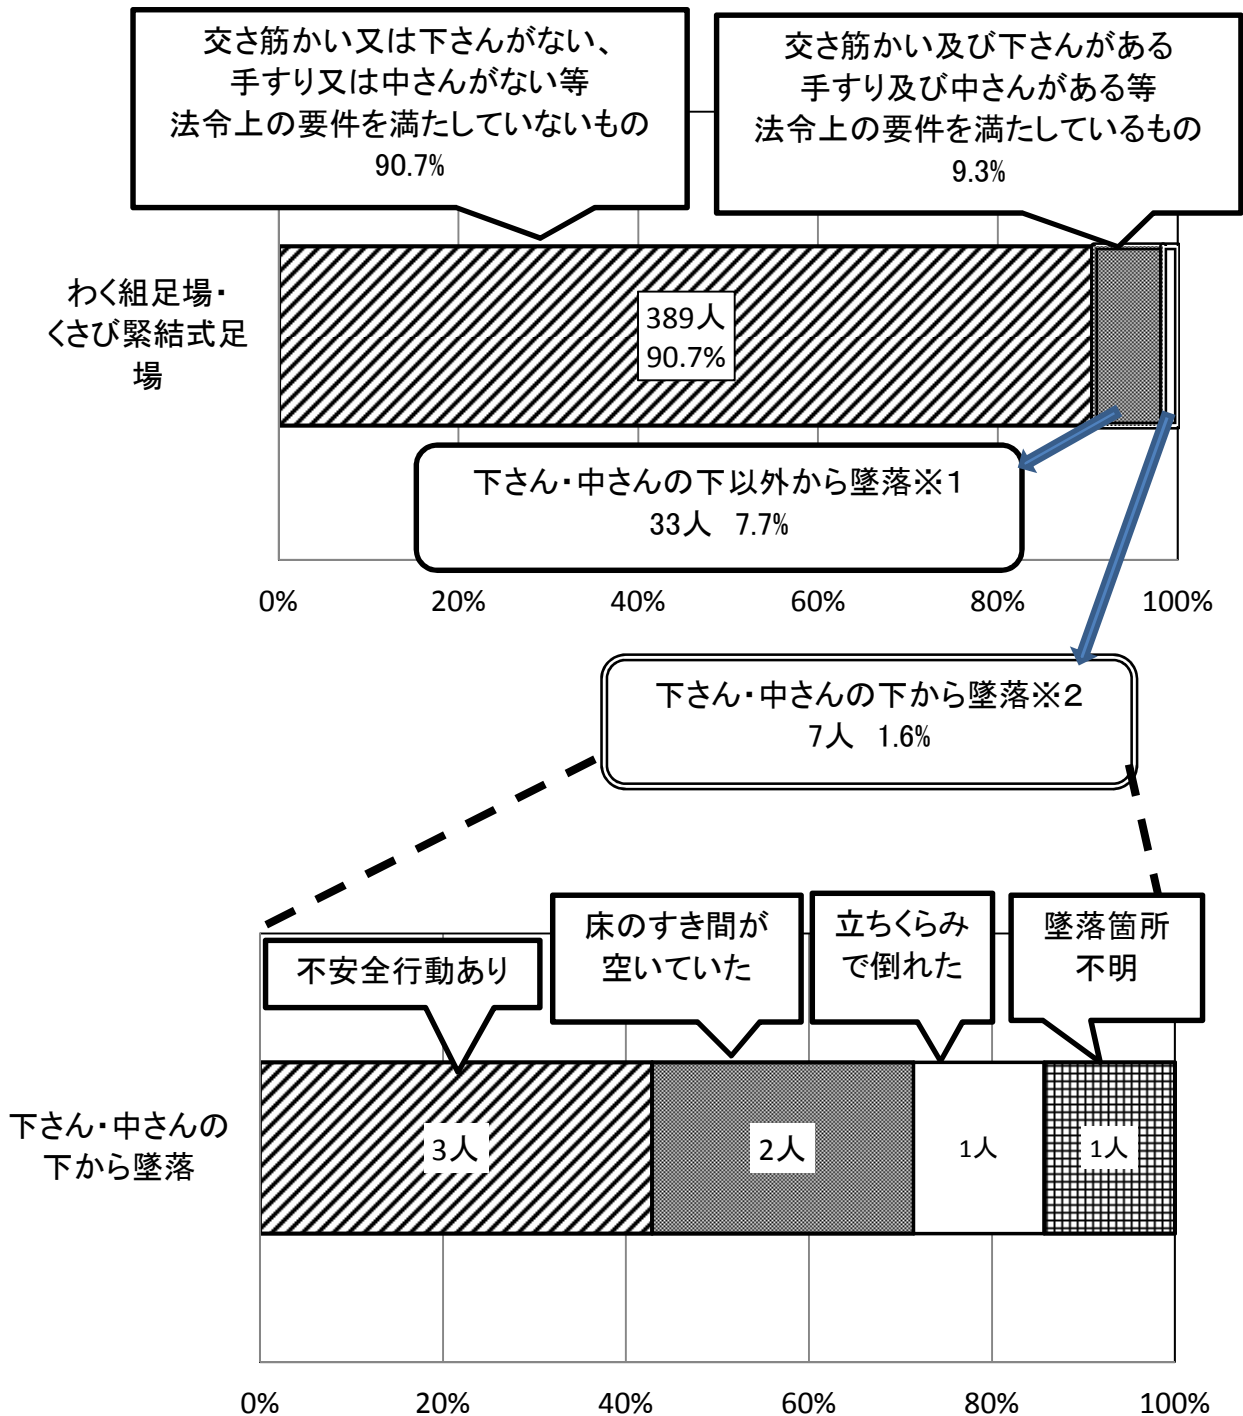 交さ筋かい又は下さんがない、
手すり又は中さんがない等
法令上の要件を満たしていないもの
90.7%
交さ筋かい及び下さんがある
手すり及び中さんがある等
法令上の要件を満たしているもの
9.3%
わく組足場・
くさび緊結式足
場
389人
90.7%
下さん・中さんの下以外から墜落※1
33人 7.7%
0%
20%
40%
60%
80%
100%
下さん・中さんの下から墜落※2
7人 1.6%
不安全行動あり
床のすき間が
空いていた
立ちくらみ
で倒れた
墜落箇所
不明
下さん・中さんの
下から墜落
3人
2人
1人
1人
0%
20%
40%
60%
80%
100%